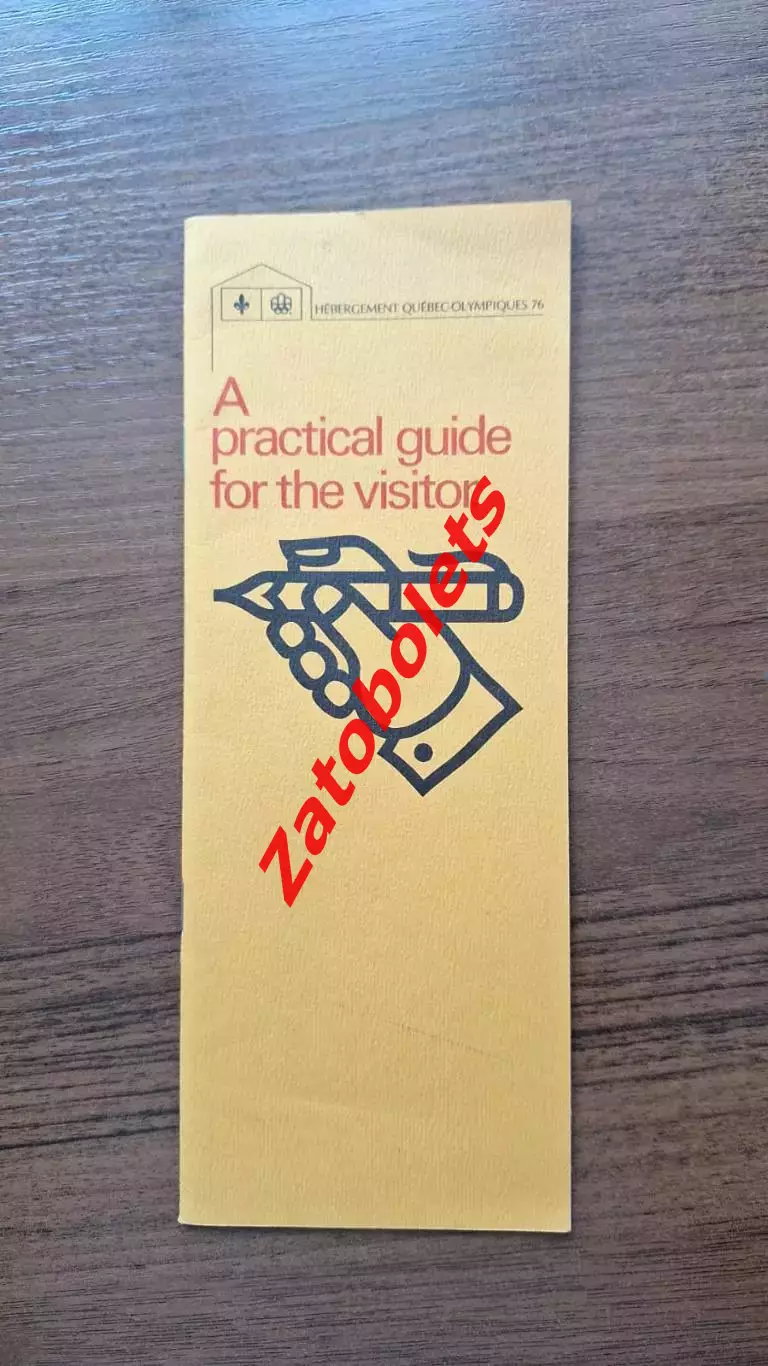 HÉBERGEMENT QUÉBEC-OLYMPIQUES 76
A
practical guide
for the visitor
Zatobolets